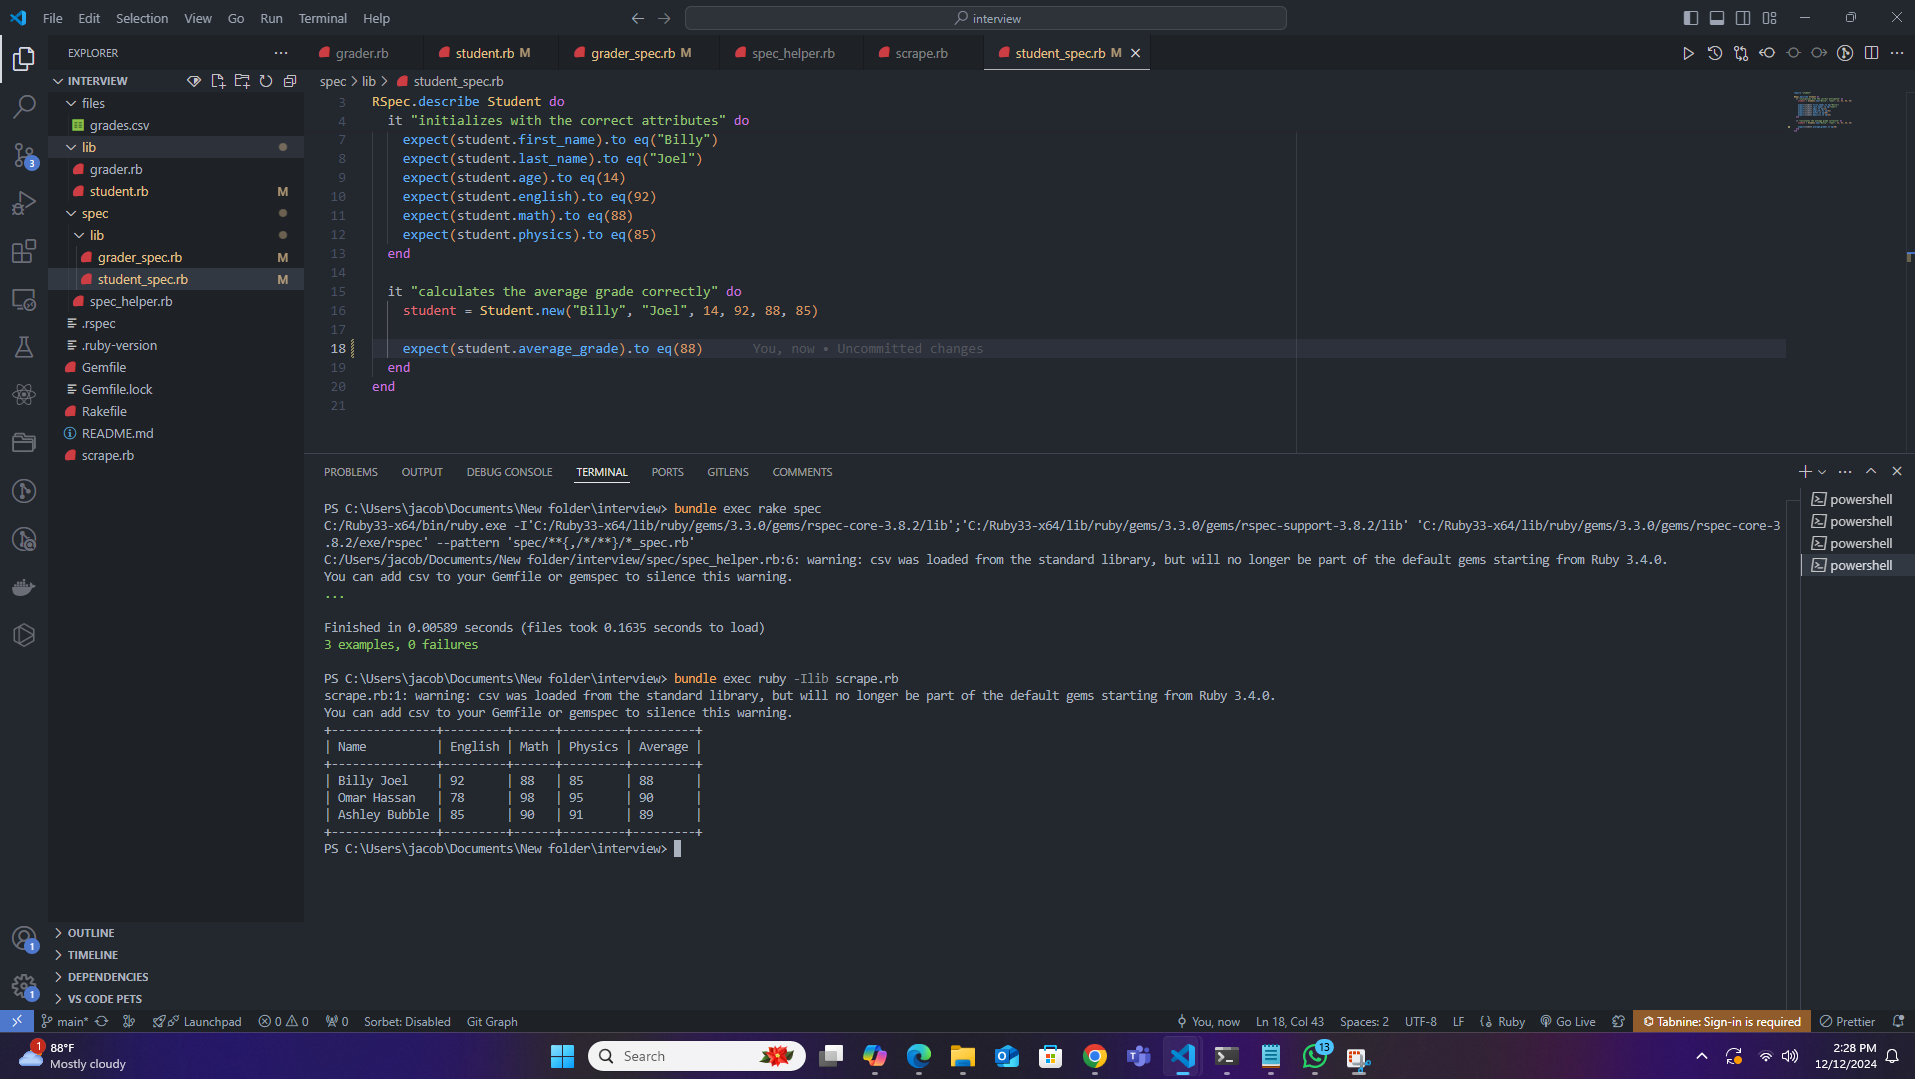 File Edit Selection View Go Run Terminal Help
interview
EXPLORER
grader.rb
student.rb M
grader_spec.rb M
spec_helper.rb
scrape.rb
student_spec.rb M
INTERVIEW
files
grades.csv
lib
grader.rb
student.rb M
spec
lib
grader_spec.rb M
student_spec.rb M
spec_helper.rb
.rspec
.ruby-version
Gemfile
Gemfile.lock
Rakefile
README.md
scrape.rb
3
1
1
OUTLINE
TIMELINE
DEPENDENCIES
VS CODE PETS
spec > lib > student_spec.rb
3 RSpec.describe Student do
4 it "initializes with the correct attributes" do
7 expect(student.first_name).to eq("Billy")
8 expect(student.last_name).to eq("Joel")
9 expect(student.age).to eq(14)
10 expect(student.english).to eq(92)
11 expect(student.math).to eq(88)
12 expect(student.physics).to eq(85)
13 end
14
15 it "calculates the average grade correctly" do
16 student = Student.new("Billy", "Joel", 14, 92, 88, 85)
17
18 expect(student.average_grade).to eq(88) You, now • Uncommitted changes
19 end
20 end
21
PROBLEMS OUTPUT DEBUG CONSOLE TERMINAL PORTS GITLENS COMMENTS
PS C:\Users\jacob\Documents\New folder\interview> bundle exec rake spec
C:/Ruby33-x64/bin/ruby.exe -I'C:/Ruby33-x64/lib/ruby/gems/3.3.0/gems/rspec-core-3.8.2/lib';'C:/Ruby33-x64/lib/ruby/gems/3.3.0/gems/rspec-support-3.8.2/lib' 'C:/Ruby33-x64/lib/ruby/gems/3.3.0/gems/rspec-core-3
.8.2/exe/rspec' --pattern 'spec/**{,/*/**}/*_spec.rb'
C:/Users/jacob/Documents/New folder/interview/spec/spec_helper.rb:6: warning: csv was loaded from the standard library, but will no longer be part of the default gems starting from Ruby 3.4.0.
You can add csv to your Gemfile or gemspec to silence this warning.
...
Finished in 0.00589 seconds (files took 0.1635 seconds to load)
3 examples, 0 failures
PS C:\Users\jacob\Documents\New folder\interview> bundle exec ruby -Ilib scrape.rb
scrape.rb:1: warning: csv was loaded from the standard library, but will no longer be part of the default gems starting from Ruby 3.4.0.
You can add csv to your Gemfile or gemspec to silence this warning.
+---------------+---------+------+---------+---------+
| Name | English | Math | Physics | Average |
+---------------+---------+------+---------+---------+
| Billy Joel | 92 | 88 | 85 | 88 |
| Omar Hassan | 78 | 98 | 95 | 90 |
| Ashley Bubble | 85 | 90 | 91 | 89 |
+---------------+---------+------+---------+---------+
PS C:\Users\jacob\Documents\New folder\interview>
powershell
powershell
powershell
powershell
main* Launchpad 0 0 0 Sorbet: Disabled Git Graph You, now Ln 18, Col 43 Spaces: 2 UTF-8 LF Ruby Go Live Tabnine: Sign-in is required Prettier
1
88°F
Mostly cloudy
Search
13
2:28 PM
12/12/2024